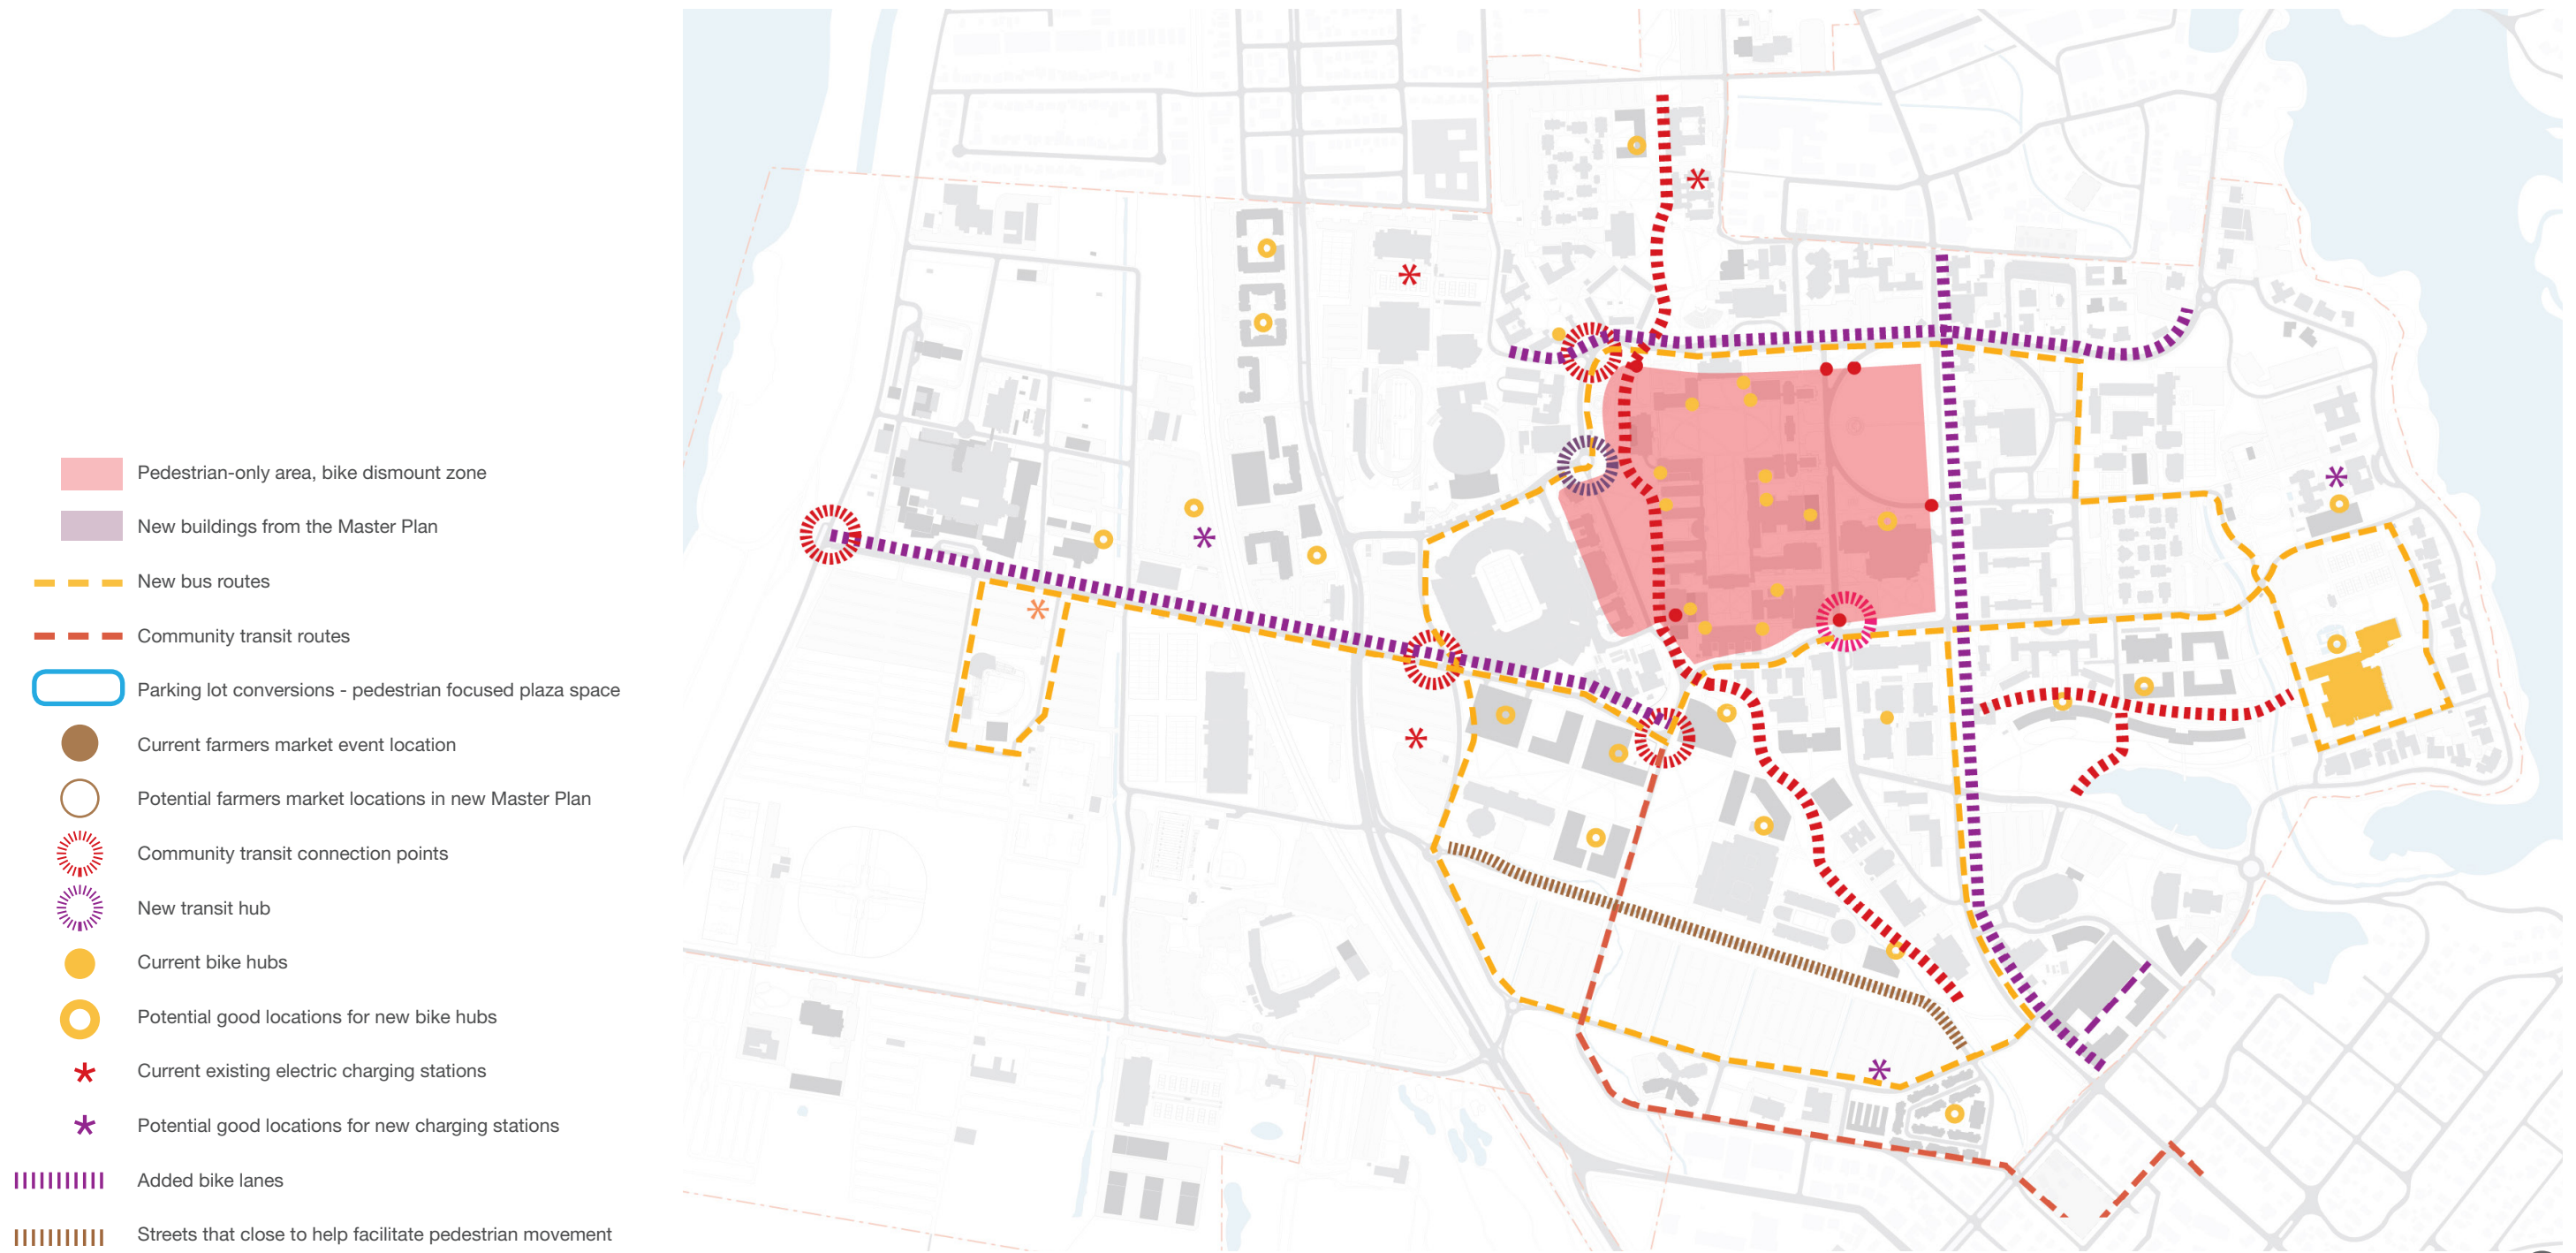 Pedestrian-only area, bike dismount zone
New buildings from the Master Plan
New bus routes
Community transit routes
Parking lot conversions - pedestrian focused plaza space
Current farmers market event location
Potential farmers market locations in new Master Plan
Community transit connection points
New transit hub
Current bike hubs
Potential good locations for new bike hubs
Current existing electric charging stations
Potential good locations for new charging stations
Added bike lanes
Streets that close to help facilitate pedestrian movement